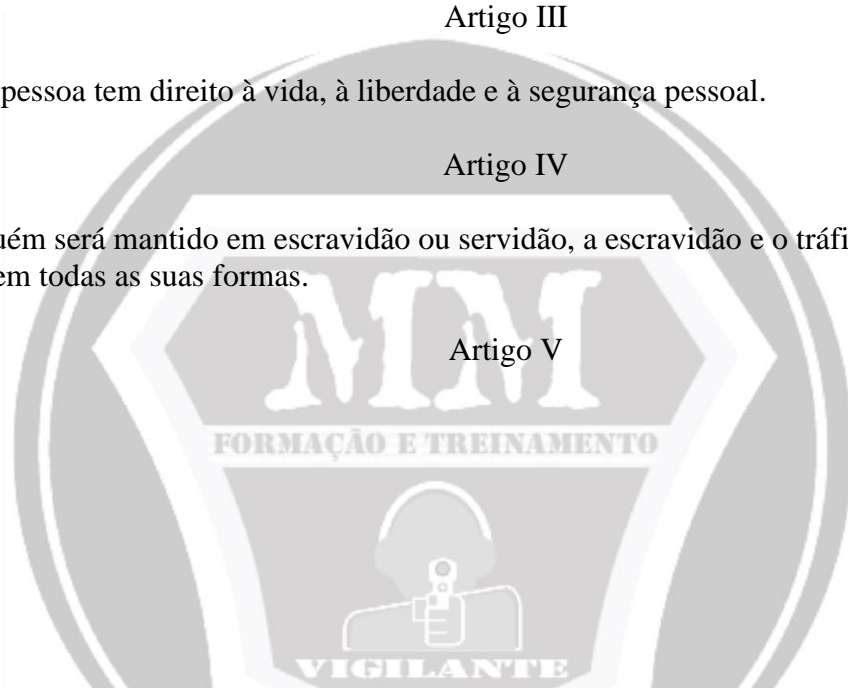 Artigo III
pessoa tem direito à vida, à liberdade e à segurança pessoal.
Artigo IV
uém será mantido em escravidão ou servidão, a escravidão e o tráfi
em todas as suas formas.
Artigo V
MM
FORMAÇÃO E TREINAMENTO
VIGILANTE